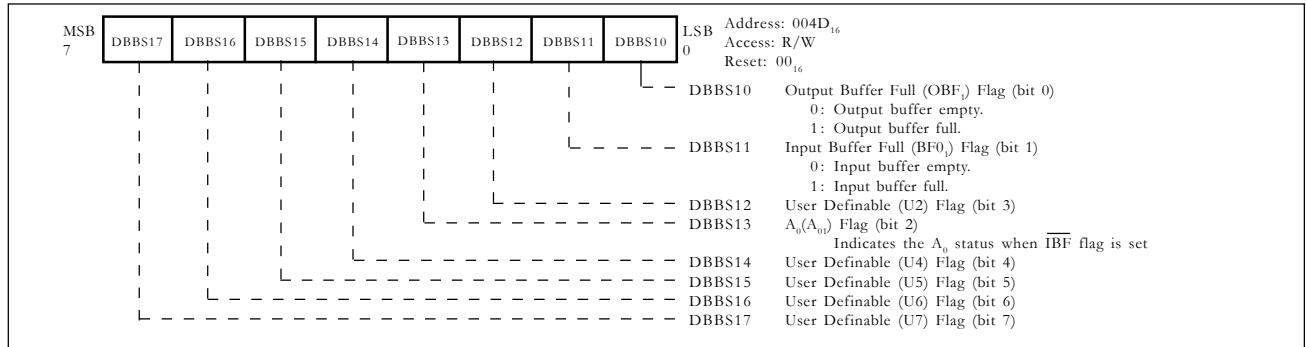 MSB
7
DBBS17 DBBS16 DBBS15 DBBS14 DBBS13 DBBS12 DBBS11 DBBS10
LSB
0
Address: 004D₁₆
Access: R/W
Reset: 00₁₆
DBBS10 Output Buffer Full (OBF₁) Flag (bit 0)
0: Output buffer empty.
1: Output buffer full.
DBBS11 Input Buffer Full (BF0₁) Flag (bit 1)
0: Input buffer empty.
1: Input buffer full.
DBBS12 User Definable (U2) Flag (bit 3)
DBBS13 A₀(A₀₁) Flag (bit 2)
Indicates the A₀ status when I̅B̅F̅ flag is set
DBBS14 User Definable (U4) Flag (bit 4)
DBBS15 User Definable (U5) Flag (bit 5)
DBBS16 User Definable (U6) Flag (bit 6)
DBBS17 User Definable (U7) Flag (bit 7)